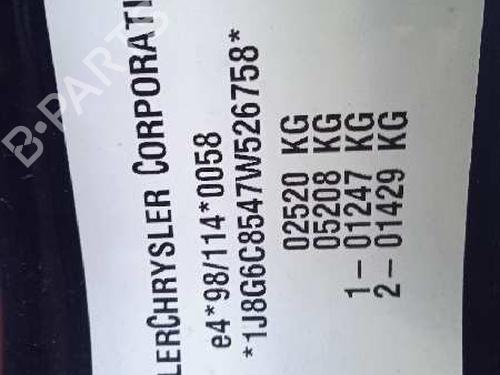 LERCHRYSLER CORPORATI
e4*98/114*0058
*1J8G6C8547W526758*
02520 KG
05208 KG
1- 01247 KG
2- 01429 KG
B-PARTS